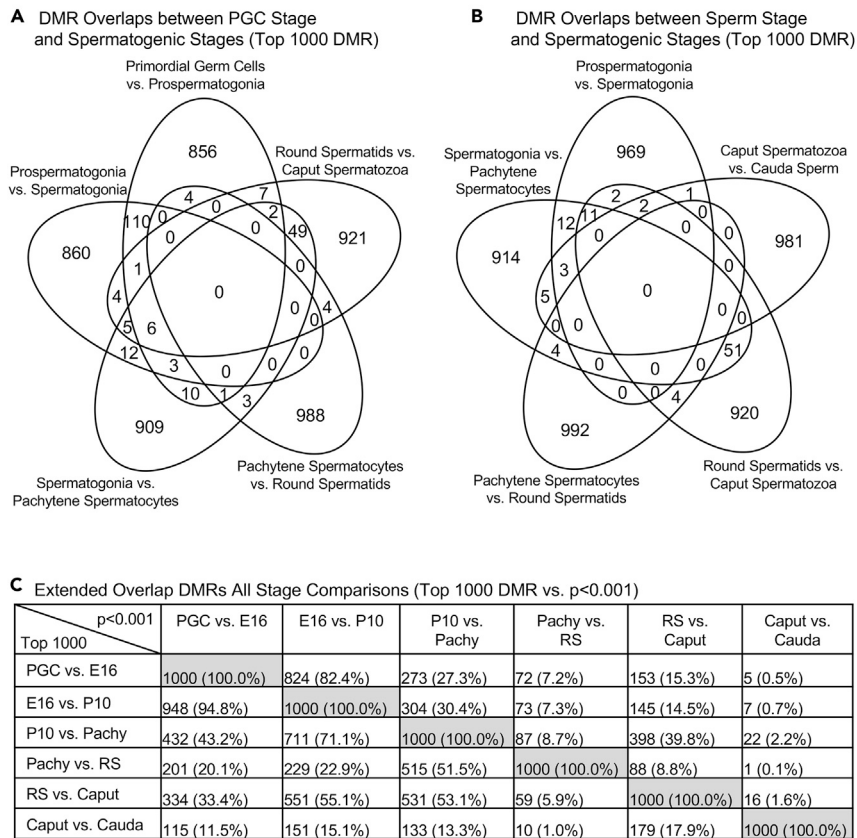 A DMR Overlaps between PGC Stage
and Spermatogenic Stages (Top 1000 DMR)
Primordial Germ Cells
vs. Prospermatogonia
Prospermatogonia
vs. Spermatogonia
Round Spermatids vs.
Caput Spermatozoa
856
4
0
7
2
110
0
0
0
49
860
921
1
0
0
4
0
4
0
5
6
12
3
0
0
0
10
1
3
909
988
Spermatogonia vs.
Pachytene Spermatocytes
Pachytene Spermatocytes
vs. Round Spermatids
B DMR Overlaps between Sperm Stage
and Spermatogenic Stages (Top 1000 DMR)
Prospermatogonia
vs. Spermatogonia
Spermatogonia vs.
Pachytene
Spermatocytes
Caput Spermatozoa
vs. Cauda Sperm
969
2
2
1
0
12
11
0
0
0
914
981
3
0
0
5
0
0
0
0
4
0
0
0
51
0
0
4
992
920
Pachytene Spermatocytes
vs. Round Spermatids
Round Spermatids vs.
Caput Spermatozoa
C Extended Overlap DMRs All Stage Comparisons (Top 1000 DMR vs. p<0.001)
p<0.001
Top 1000
PGC vs. E16
E16 vs. P10
P10 vs.
Pachy
Pachy vs.
RS
RS vs.
Caput
Caput vs.
Cauda
PGC vs. E16 1000 (100.0%) 824 (82.4%) 273 (27.3%) 72 (7.2%) 153 (15.3%) 5 (0.5%)
E16 vs. P10 948 (94.8%) 1000 (100.0%) 304 (30.4%) 73 (7.3%) 145 (14.5%) 7 (0.7%)
P10 vs. Pachy 432 (43.2%) 711 (71.1%) 1000 (100.0%) 87 (8.7%) 398 (39.8%) 22 (2.2%)
Pachy vs. RS 201 (20.1%) 229 (22.9%) 515 (51.5%) 1000 (100.0%) 88 (8.8%) 1 (0.1%)
RS vs. Caput 334 (33.4%) 551 (55.1%) 531 (53.1%) 59 (5.9%) 1000 (100.0%) 16 (1.6%)
Caput vs. Cauda 115 (11.5%) 151 (15.1%) 133 (13.3%) 10 (1.0%) 179 (17.9%) 1000 (100.0%)